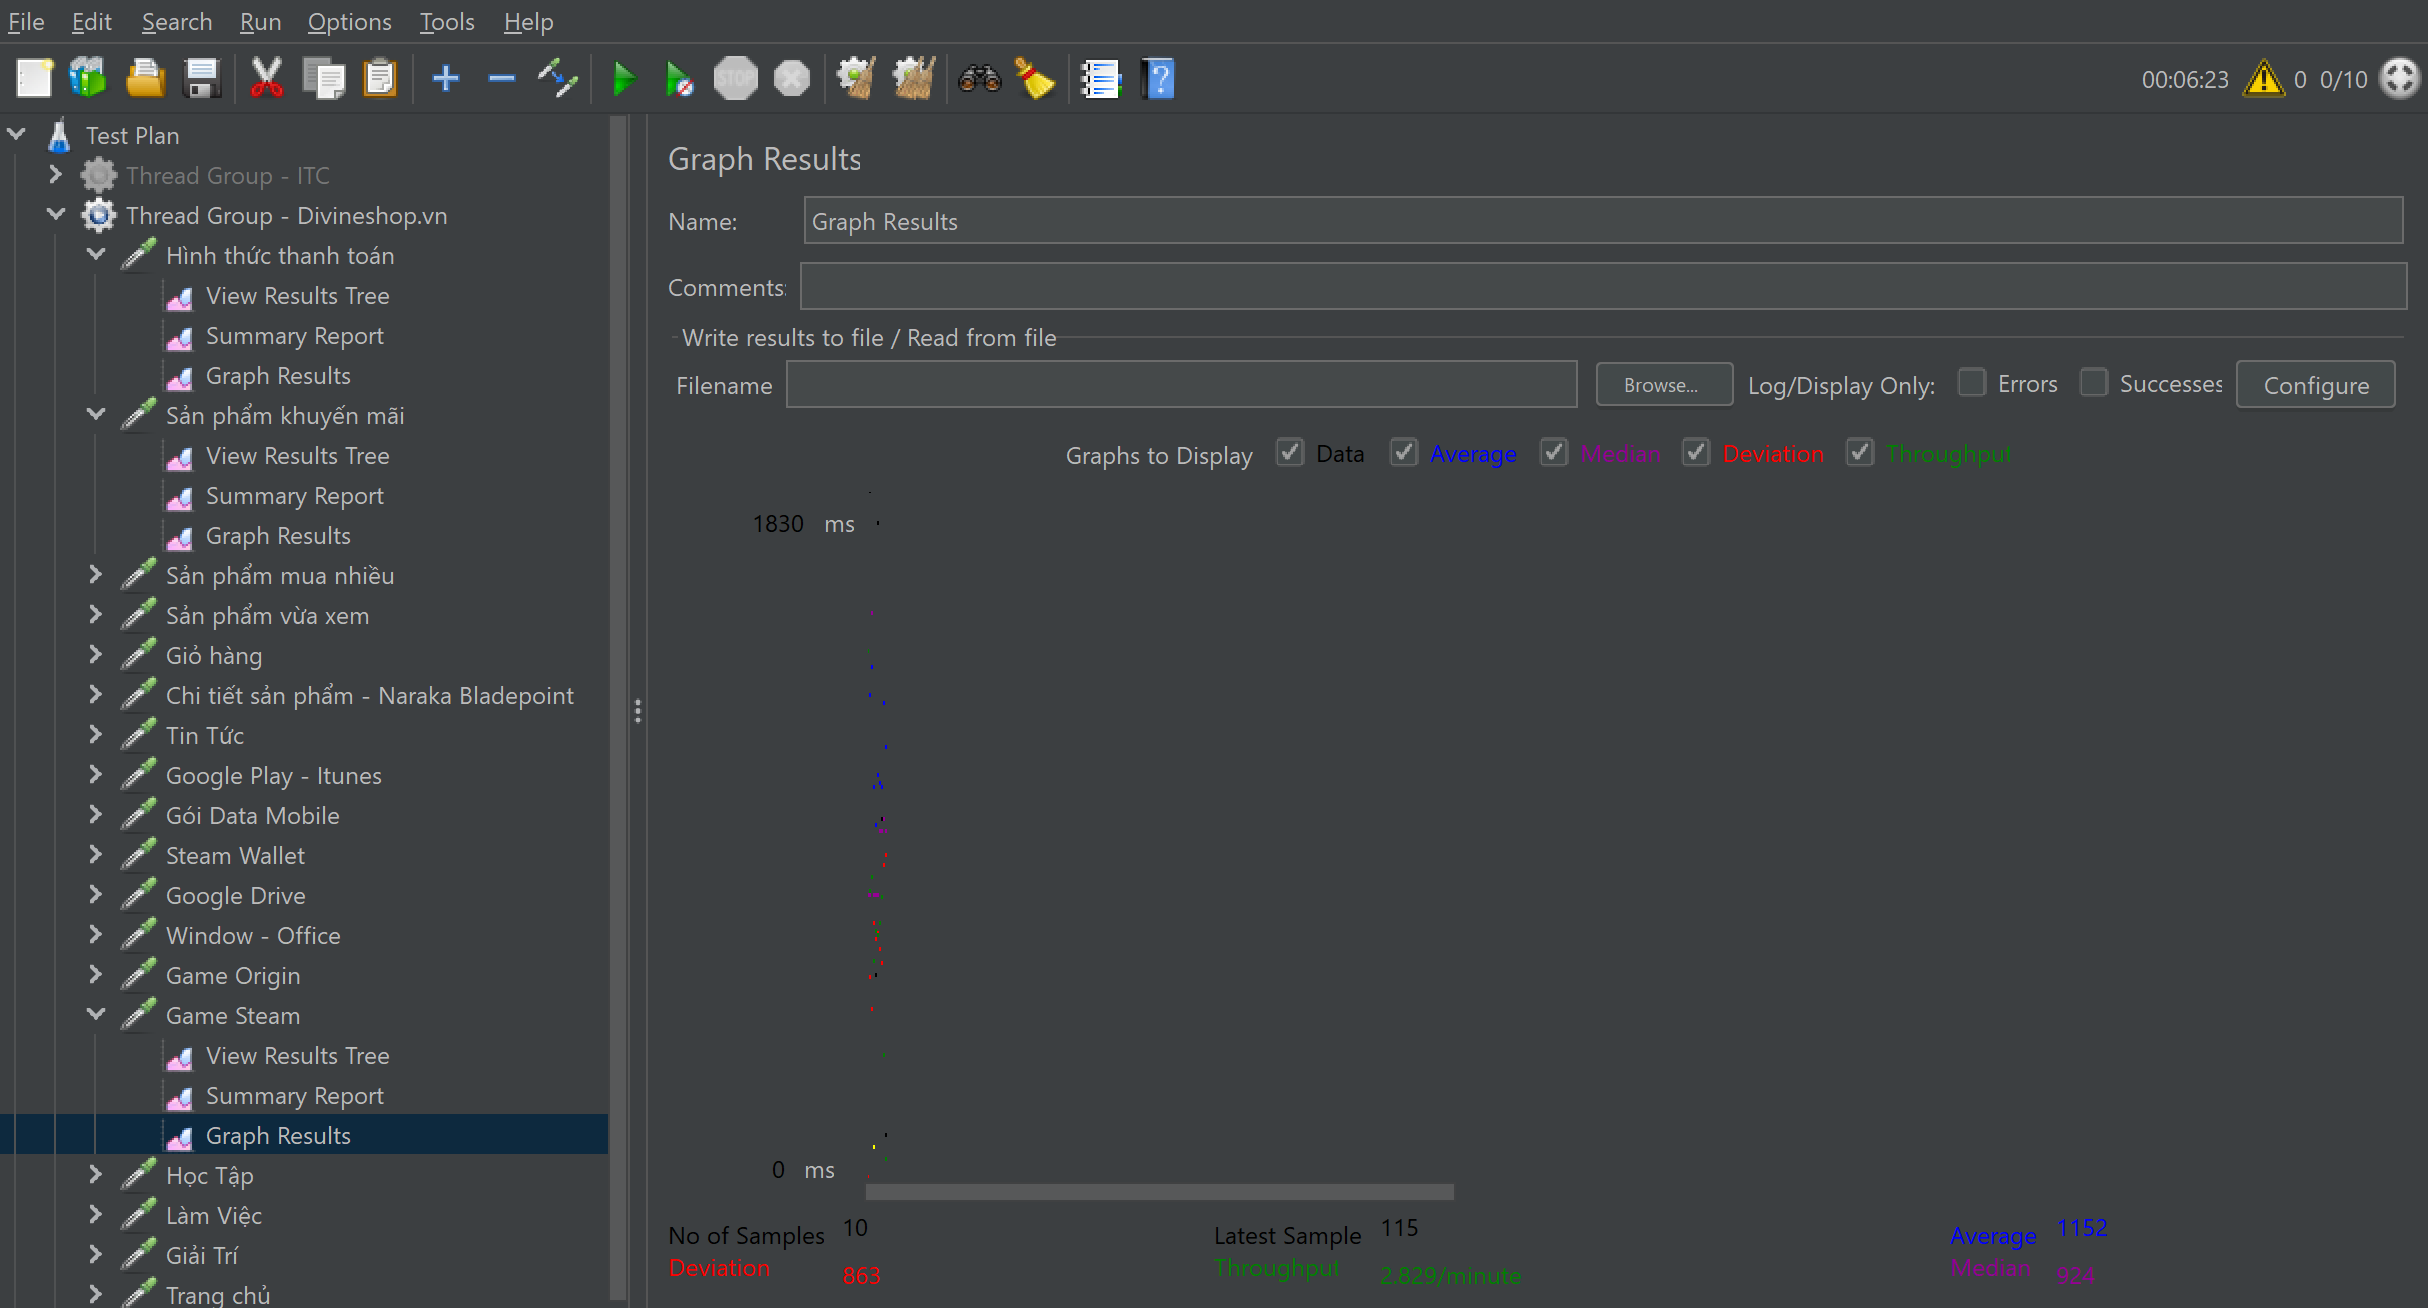 File Edit Search Run Options Tools Help
STOP
00:06:23 0 0/10
Test Plan
Thread Group - ITC
Thread Group - Divineshop.vn
Hình thức thanh toán
View Results Tree
Summary Report
Graph Results
Sản phẩm khuyến mãi
View Results Tree
Summary Report
Graph Results
Sản phẩm mua nhiều
Sản phẩm vừa xem
Giỏ hàng
Chi tiết sản phẩm - Naraka Bladepoint
Tin Tức
Google Play - Itunes
Gói Data Mobile
Steam Wallet
Google Drive
Window - Office
Game Origin
Game Steam
View Results Tree
Summary Report
Graph Results
Học Tập
Làm Việc
Giải Trí
Trang chủ
Graph Results
Name: Graph Results
Comments:
Write results to file / Read from file
Filename Browse... Log/Display Only: Errors Successes Configure
Graphs to Display Data Average Median Deviation Throughput
1830 ms
0 ms
No of Samples 10 Latest Sample 115 Average 1152
Deviation 863 Throughput 2.829/minute Median 924